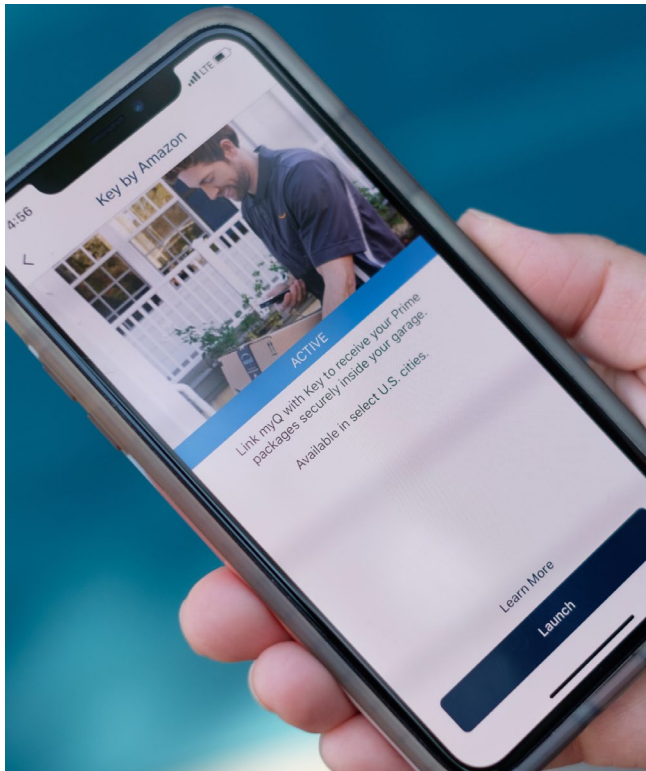 4:56
LTE
Key by Amazon
ACTIVE
Link myQ with Key to receive your Prime
packages securely inside your garage.
Available in select U.S. cities.
Learn More
Launch